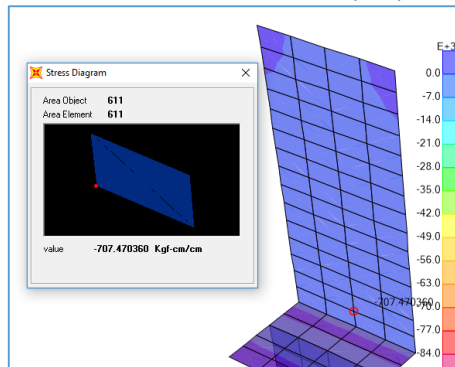 Stress Diagram
Area Object 611
Area Element 611
value -707.470360 Kgf-cm/cm
-707.470360
E+3
0.0
-7.0
-14.0
-21.0
-28.0
-35.0
-42.0
-49.0
-56.0
-63.0
-70.0
-77.0
-84.0